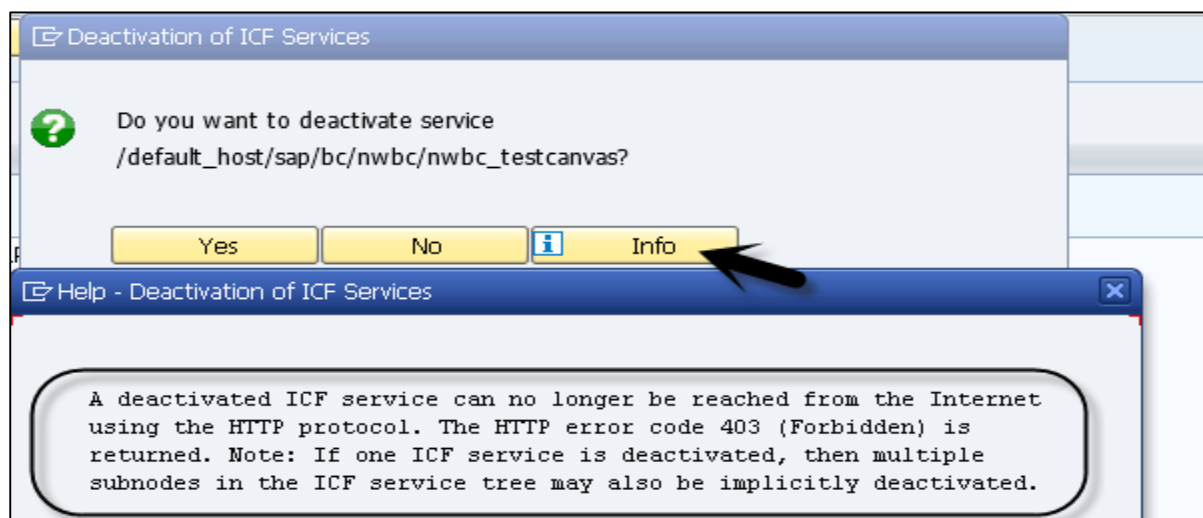 Deactivation of ICF Services
Do you want to deactivate service
/default_host/sap/bc/nwbc/nwbc_testcanvas?
Yes No Info
Help - Deactivation of ICF Services
A deactivated ICF service can no longer be reached from the Internet
using the HTTP protocol. The HTTP error code 403 (Forbidden) is
returned. Note: If one ICF service is deactivated, then multiple
subnodes in the ICF service tree may also be implicitly deactivated.